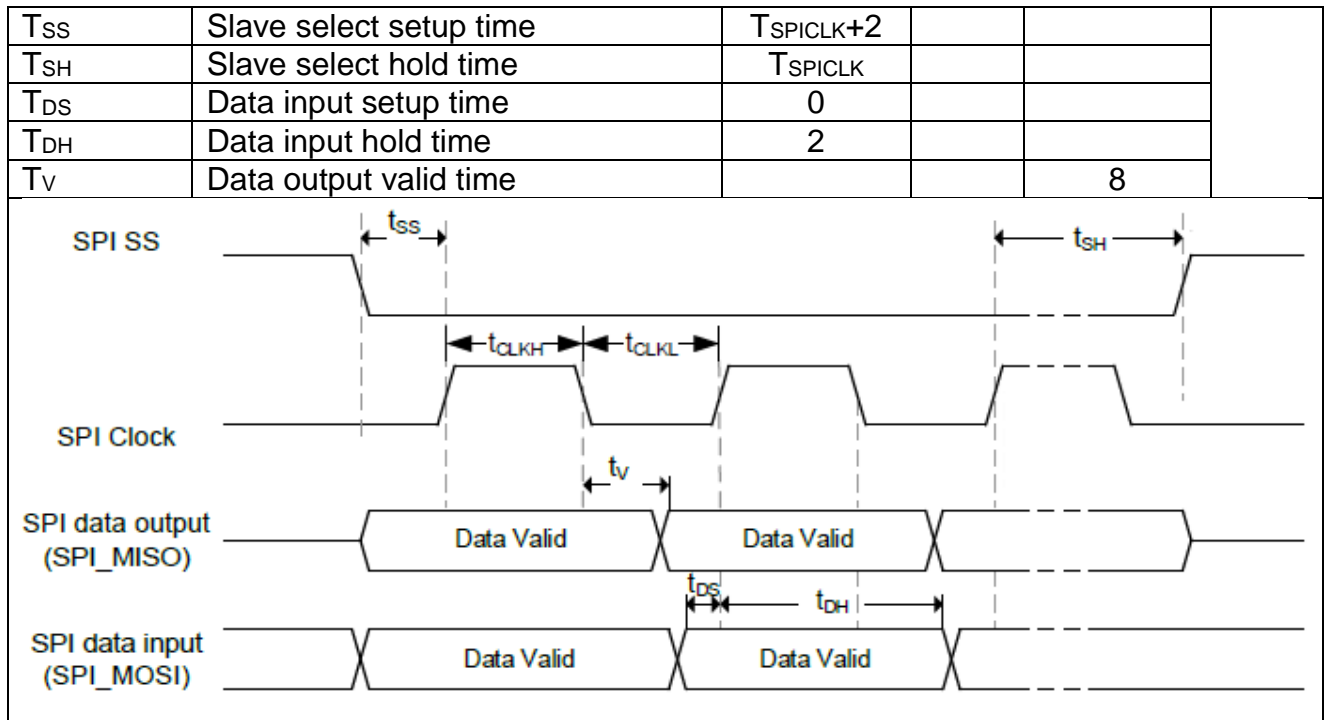 TSS Slave select setup time TSPICLK+2
TSH Slave select hold time TSPICLK
TDS Data input setup time 0
TDH Data input hold time 2
TV Data output valid time 8
SPI SS tSS tSH
tCLKH tCLKL
SPI Clock
tV
SPI data output
(SPI_MISO)
Data Valid Data Valid
tDS tDH
SPI data input
(SPI_MOSI)
Data Valid Data Valid